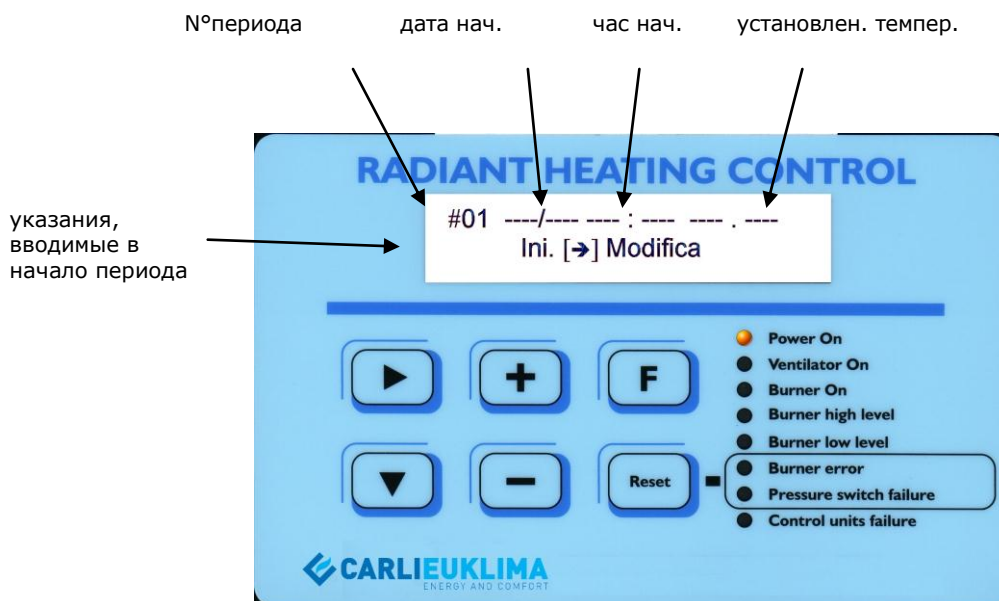 N°периода дата нач. час нач. установлен. темпер.
RADIANT HEATING CONTROL
#01 ----/---- ---- : ---- ---- . ----
Ini. [➔] Modifica
указания,
вводимые в
начало периода
Power On
Ventilator On
Burner On
Burner high level
Burner low level
Burner error
Pressure switch failure
Control units failure
▶ + F
▼ − Reset
CARLIEUKLIMA
ENERGY AND COMFORT